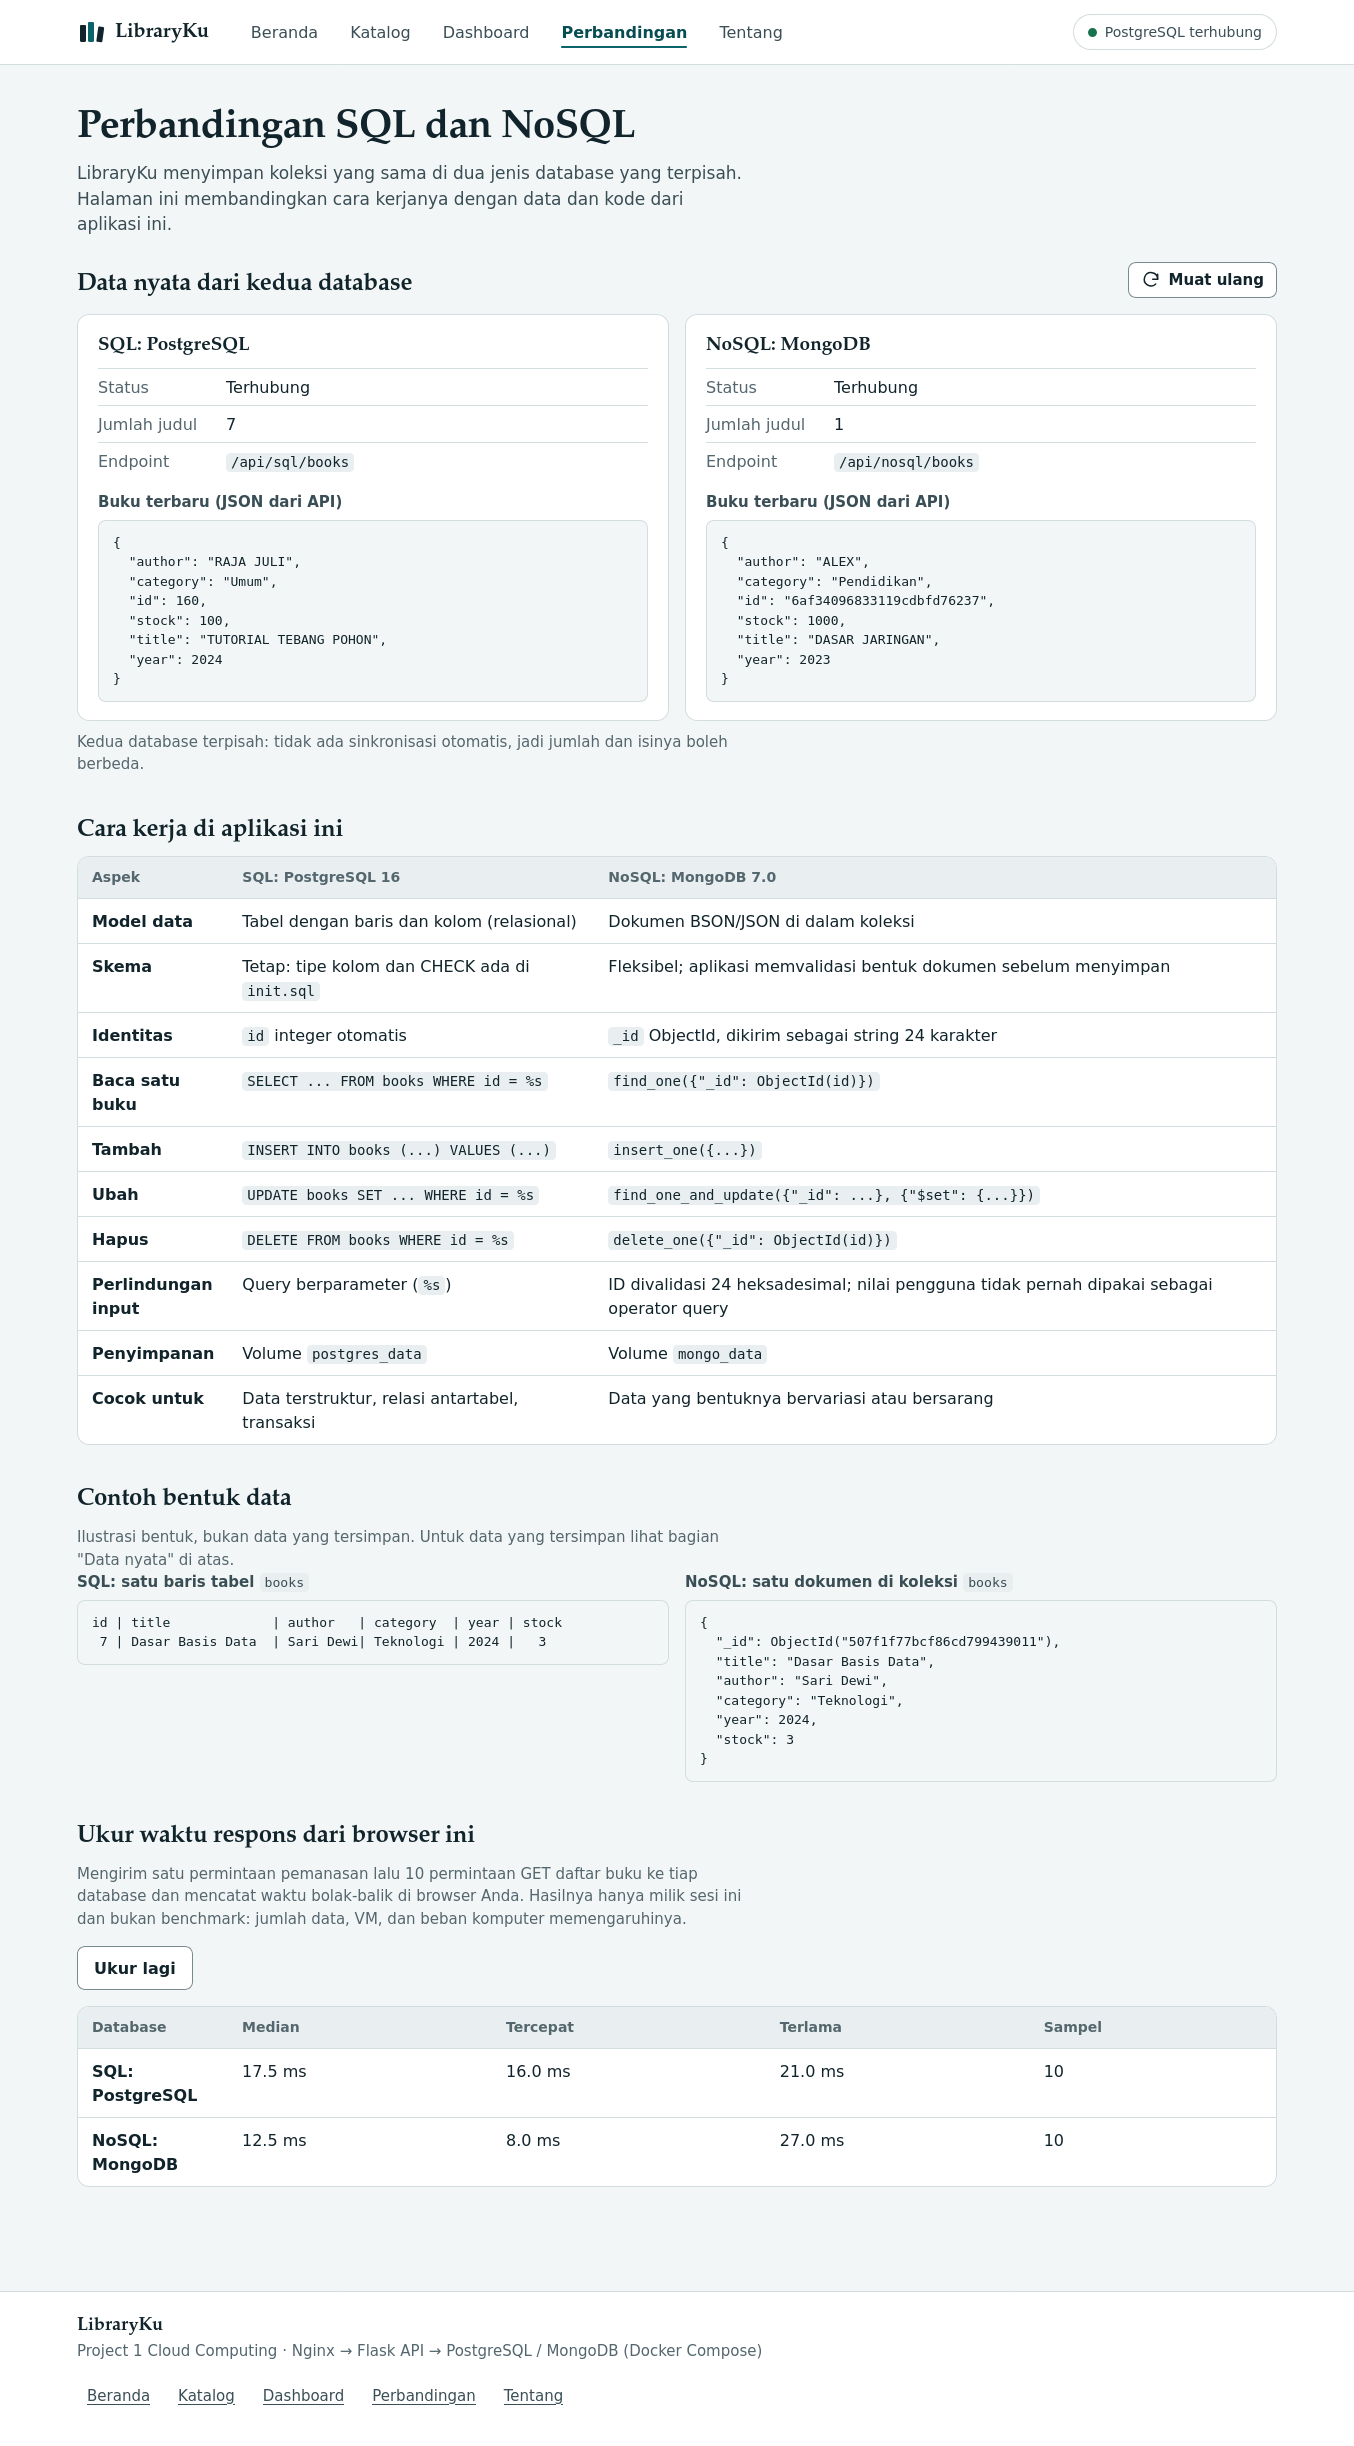 LibraryKu
Beranda
Katalog
Dashboard
Perbandingan
Tentang
PostgreSQL terhubung
Perbandingan SQL dan NoSQL
LibraryKu menyimpan koleksi yang sama di dua jenis database yang terpisah.
Halaman ini membandingkan cara kerjanya dengan data dan kode dari
aplikasi ini.
Data nyata dari kedua database
Muat ulang
SQL: PostgreSQL
Status Terhubung
Jumlah judul 7
Endpoint /api/sql/books
Buku terbaru (JSON dari API)
{
  "author": "RAJA JULI",
  "category": "Umum",
  "id": 160,
  "stock": 100,
  "title": "TUTORIAL TEBANG POHON",
  "year": 2024
}
NoSQL: MongoDB
Status Terhubung
Jumlah judul 1
Endpoint /api/nosql/books
Buku terbaru (JSON dari API)
{
  "author": "ALEX",
  "category": "Pendidikan",
  "id": "6af34096833119cdbfd76237",
  "stock": 1000,
  "title": "DASAR JARINGAN",
  "year": 2023
}
Kedua database terpisah: tidak ada sinkronisasi otomatis, jadi jumlah dan isinya boleh
berbeda.
Cara kerja di aplikasi ini
Aspek SQL: PostgreSQL 16 NoSQL: MongoDB 7.0
Model data Tabel dengan baris dan kolom (relasional) Dokumen BSON/JSON di dalam koleksi
Skema Tetap: tipe kolom dan CHECK ada di Fleksibel; aplikasi memvalidasi bentuk dokumen sebelum menyimpan
init.sql
Identitas id integer otomatis _id ObjectId, dikirim sebagai string 24 karakter
Baca satu SELECT ... FROM books WHERE id = %s find_one({"_id": ObjectId(id)})
buku
Tambah INSERT INTO books (...) VALUES (...) insert_one({...})
Ubah UPDATE books SET ... WHERE id = %s find_one_and_update({"_id": ...}, {"$set": {...}})
Hapus DELETE FROM books WHERE id = %s delete_one({"_id": ObjectId(id)})
Perlindungan Query berparameter (%s) ID divalidasi 24 heksadesimal; nilai pengguna tidak pernah dipakai sebagai
input operator query
Penyimpanan Volume postgres_data Volume mongo_data
Cocok untuk Data terstruktur, relasi antartabel, Data yang bentuknya bervariasi atau bersarang
transaksi
Contoh bentuk data
Ilustrasi bentuk, bukan data yang tersimpan. Untuk data yang tersimpan lihat bagian
"Data nyata" di atas.
SQL: satu baris tabel books
id | title             | author   | category  | year | stock
 7 | Dasar Basis Data  | Sari Dewi| Teknologi | 2024 |   3
NoSQL: satu dokumen di koleksi books
{
  "_id": ObjectId("507f1f77bcf86cd799439011"),
  "title": "Dasar Basis Data",
  "author": "Sari Dewi",
  "category": "Teknologi",
  "year": 2024,
  "stock": 3
}
Ukur waktu respons dari browser ini
Mengirim satu permintaan pemanasan lalu 10 permintaan GET daftar buku ke tiap
database dan mencatat waktu bolak-balik di browser Anda. Hasilnya hanya milik sesi ini
dan bukan benchmark: jumlah data, VM, dan beban komputer memengaruhinya.
Ukur lagi
Database Median Tercepat Terlama Sampel
SQL: 17.5 ms 16.0 ms 21.0 ms 10
PostgreSQL
NoSQL: 12.5 ms 8.0 ms 27.0 ms 10
MongoDB
LibraryKu
Project 1 Cloud Computing · Nginx → Flask API → PostgreSQL / MongoDB (Docker Compose)
Beranda Katalog Dashboard Perbandingan Tentang